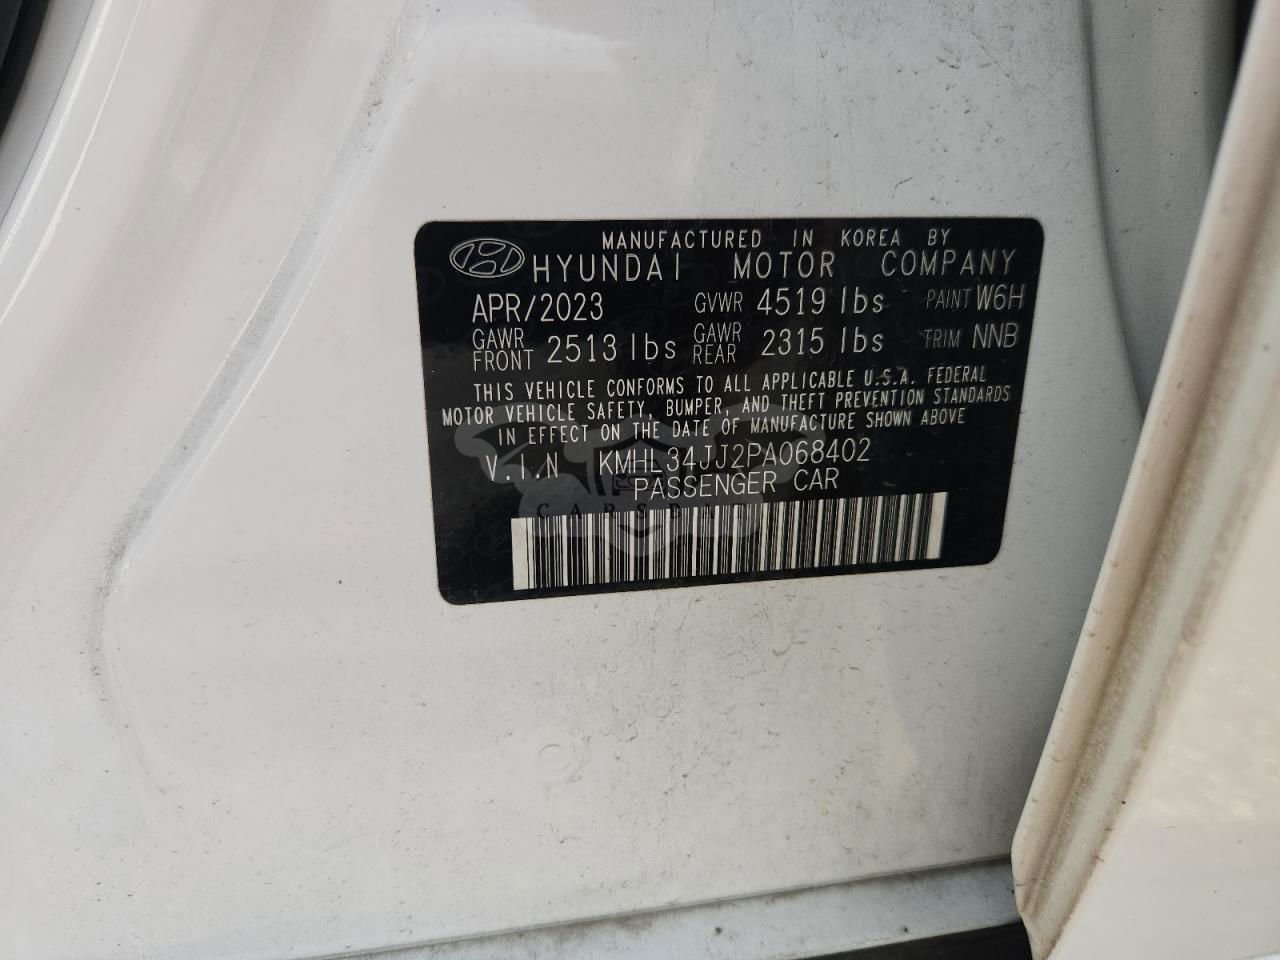 MANUFACTURED IN KOREA BY
HYUNDAI MOTOR COMPANY
APR/2023 GVWR 4519 lbs PAINT W6H
GAWR FRONT 2513 lbs GAWR REAR 2315 lbs TRIM NNB
THIS VEHICLE CONFORMS TO ALL APPLICABLE U.S.A. FEDERAL
MOTOR VEHICLE SAFETY, BUMPER, AND THEFT PREVENTION STANDARDS
IN EFFECT ON THE DATE OF MANUFACTURE SHOWN ABOVE
V.I.N KMHL34JJ2PA068402
PASSENGER CAR